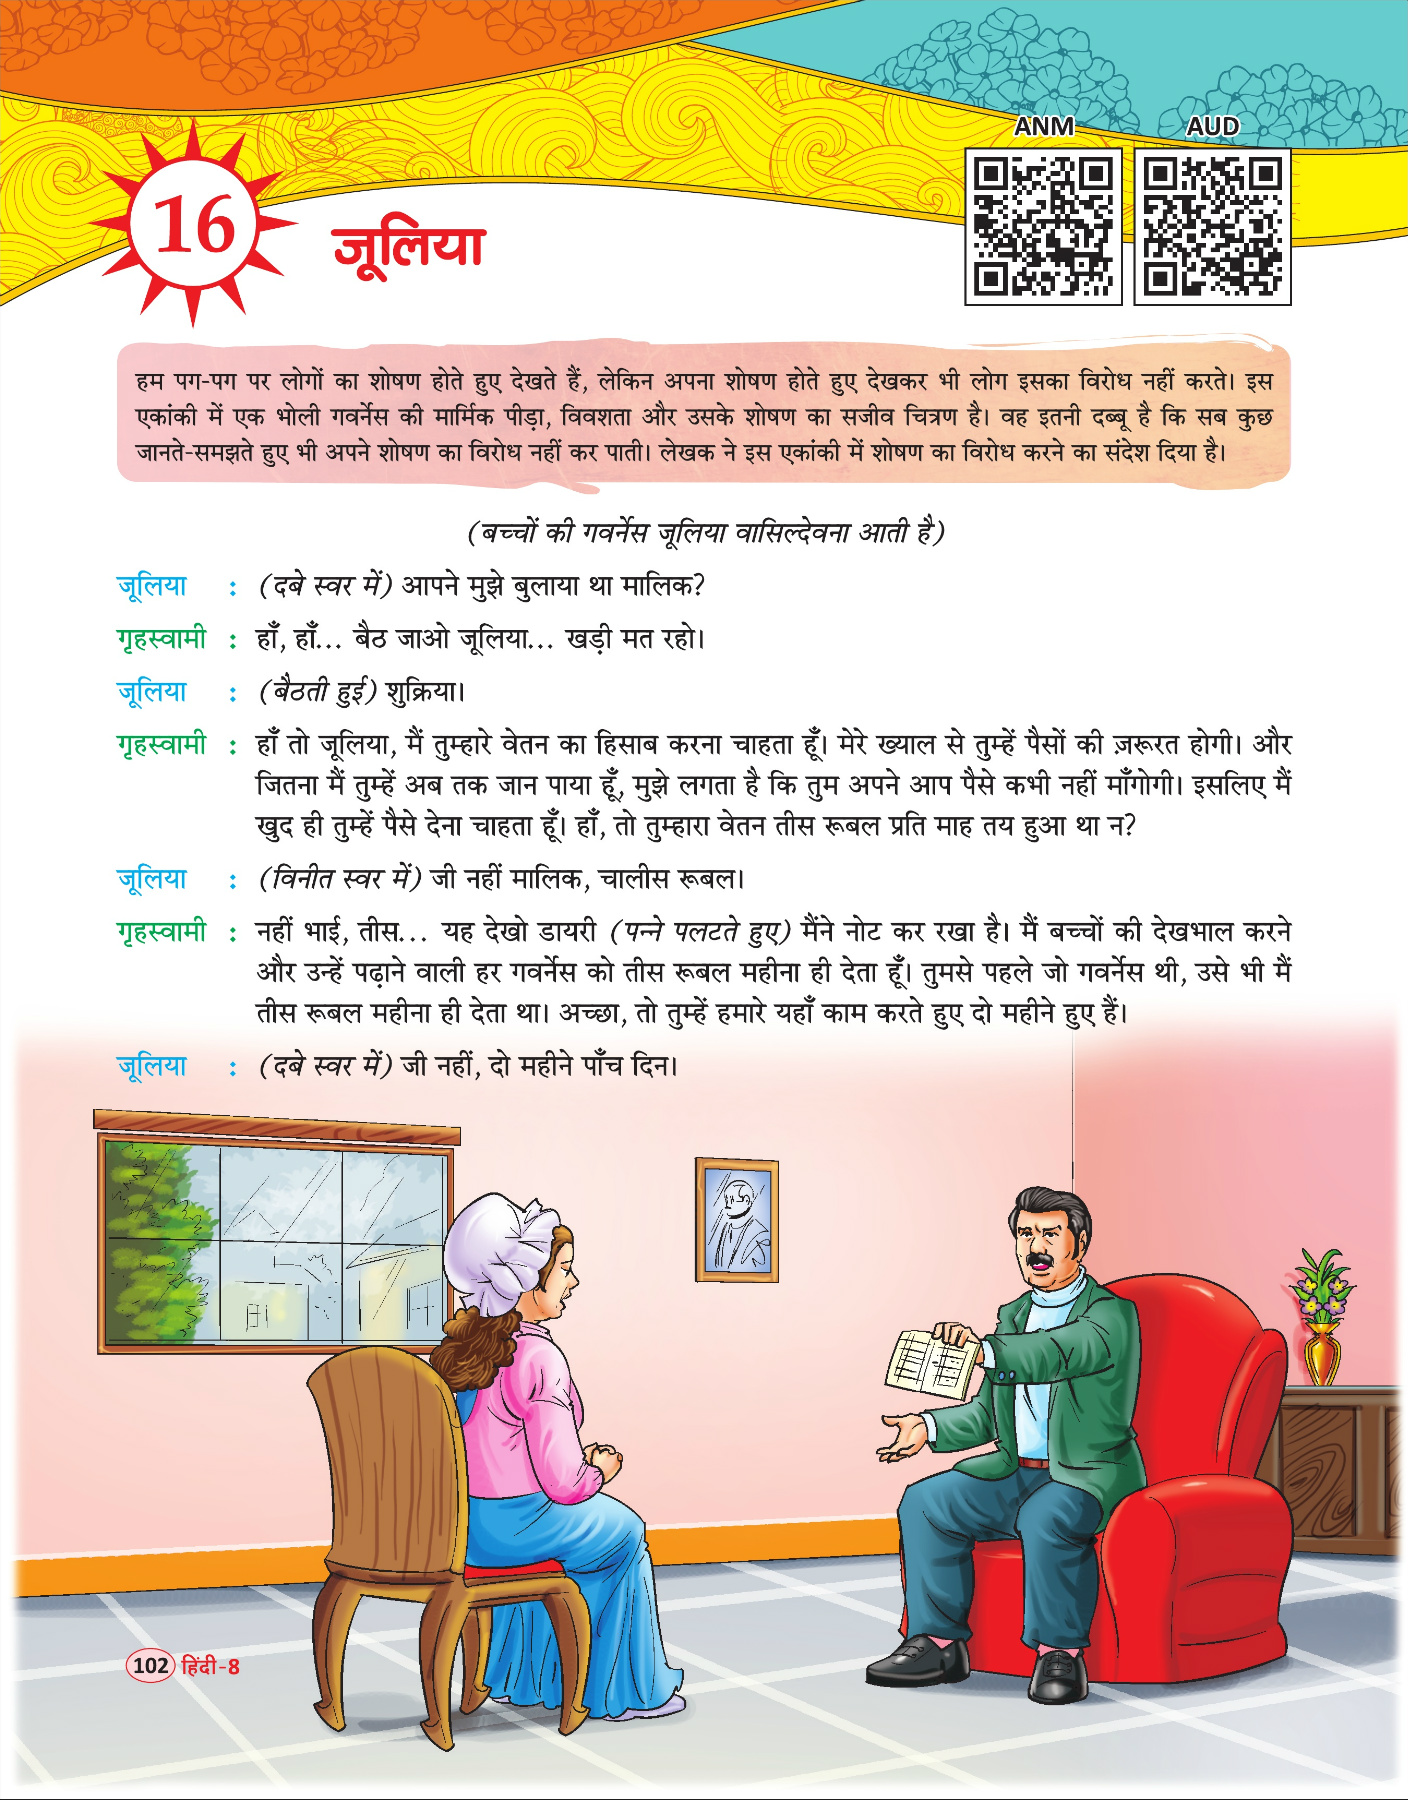 ANM
AUD
16
जूलिया
हम पग-पग पर लोगों का शोषण होते हुए देखते हैं, लेकिन अपना शोषण होते हुए देखकर भी लोग इसका विरोध नहीं करते। इस
एकांकी में एक भोली गवर्नेस की मार्मिक पीड़ा, विवशता और उसके शोषण का सजीव चित्रण है। वह इतनी दब्बू है कि सब कुछ
जानते-समझते हुए भी अपने शोषण का विरोध नहीं कर पाती। लेखक ने इस एकांकी में शोषण का विरोध करने का संदेश दिया है।
(बच्चों की गवर्नेस जूलिया वासिल्देवना आती है)
जूलिया : (दबे स्वर में) आपने मुझे बुलाया था मालिक?
गृहस्वामी : हाँ, हाँ... बैठ जाओ जूलिया... खड़ी मत रहो।
जूलिया : (बैठती हुई) शुक्रिया।
गृहस्वामी : हाँ तो जूलिया, मैं तुम्हारे वेतन का हिसाब करना चाहता हूँ। मेरे ख्याल से तुम्हें पैसों की ज़रूरत होगी। और
जितना मैं तुम्हें अब तक जान पाया हूँ, मुझे लगता है कि तुम अपने आप पैसे कभी नहीं माँगोगी। इसलिए मैं
खुद ही तुम्हें पैसे देना चाहता हूँ। हाँ, तो तुम्हारा वेतन तीस रूबल प्रति माह तय हुआ था न?
जूलिया : (विनीत स्वर में) जी नहीं मालिक, चालीस रूबल।
गृहस्वामी : नहीं भाई, तीस... यह देखो डायरी (पन्ने पलटते हुए) मैंने नोट कर रखा है। मैं बच्चों की देखभाल करने
और उन्हें पढ़ाने वाली हर गवर्नेस को तीस रूबल महीना ही देता हूँ। तुमसे पहले जो गवर्नेस थी, उसे भी मैं
तीस रूबल महीना ही देता था। अच्छा, तो तुम्हें हमारे यहाँ काम करते हुए दो महीने हुए हैं।
जूलिया : (दबे स्वर में) जी नहीं, दो महीने पाँच दिन।
102 हिंदी-8